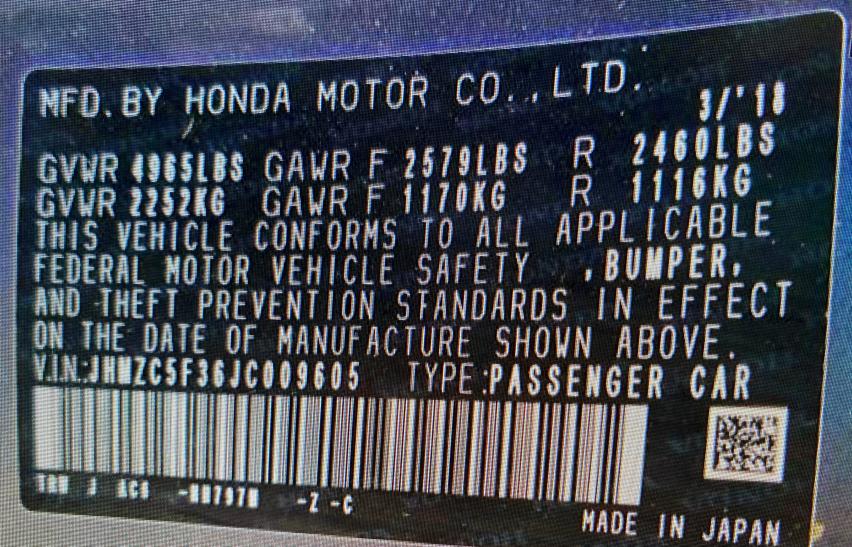 MFD. BY HONDA MOTOR CO., LTD. 3/'18
GVWR 4965LBS GAWR F 2579LBS R 2460LBS
GVWR 2252KG GAWR F 1170KG R 1116KG
THIS VEHICLE CONFORMS TO ALL APPLICABLE
FEDERAL MOTOR VEHICLE SAFETY , BUMPER,
AND THEFT PREVENTION STANDARDS IN EFFECT
ON THE DATE OF MANUFACTURE SHOWN ABOVE.
V.I.N.:JHMZC5F36JC009605 TYPE:PASSENGER CAR
-Z -C
MADE IN JAPAN